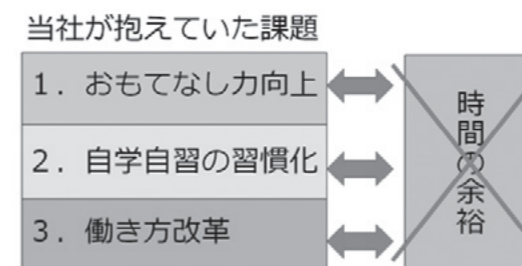 当社が抱えていた課題
1. おもてなし力向上
2. 自学自習の習慣化
3. 働き方改革
時間の余裕